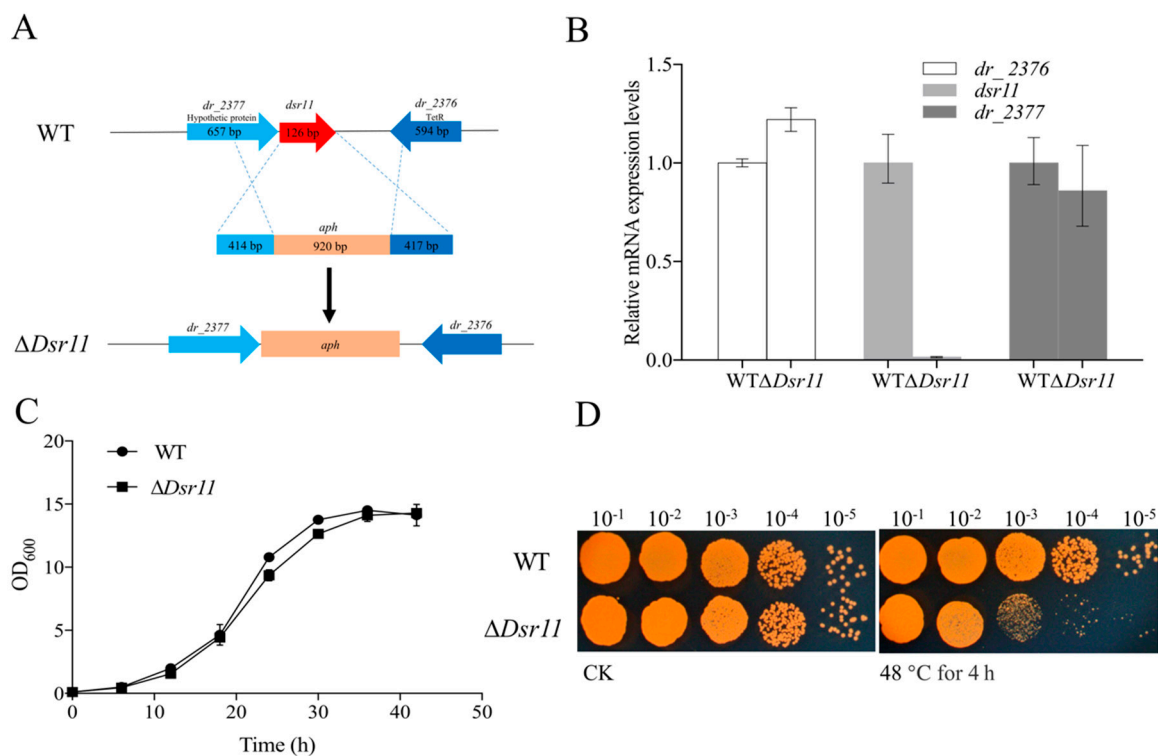 A
dr_2377 dsr11 dr_2376
Hypothetic protein TetR
WT 657 bp 126 bp 594 bp
aph
414 bp 920 bp 417 bp
dr_2377 dr_2376
ΔDsr11 aph
B
Relative mRNA expression levels
1.5
1.0
0.5
0.0
dr_ 2376
dsr11
dr_2377
WTΔDsr11 WTΔDsr11 WTΔDsr11
C
OD600
20
15
10
5
0
WT
ΔDsr11
0 10 20 30 40 50
Time (h)
D
10-1 10-2 10-3 10-4 10-5 10-1 10-2 10-3 10-4 10-5
WT
ΔDsr11
CK 48 °C for 4 h